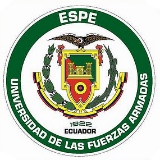 ESPE
1922
ECUADOR
UNIVERSIDAD DE LAS FUERZAS ARMADAS